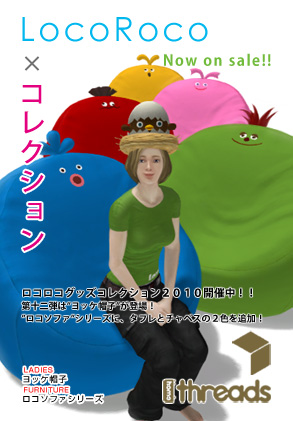 LocoRoco
Now on sale!!
×
コレクション
ロコロコグッズコレクション2010開催中！！
第十三弾は"ヨッケ帽子"が登場！
"ロコソファ"シリーズに、タフレとチャペスの2色を追加！
LADIES
ヨッケ帽子
FURNITURE
ロコソファシリーズ
home
threads